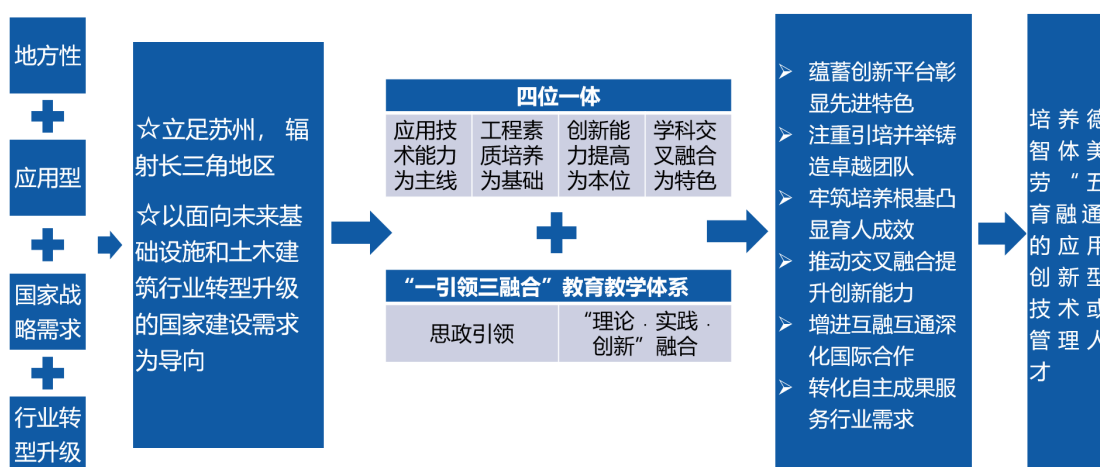 地方性
应用型
国家战
略需求
行业转
型升级
☆立足苏州， 辐
射长三角地区
☆以面向未来基
础设施和土木建
筑行业转型升级
的国家建设需求
为导向
四位一体
应用技
术能力
为主线
工程素
质培养
为基础
创新能
力提高
为本位
学科交
叉融合
为特色
“一引领三融合”教育教学体系
思政引领
“理论．实践．
创新”融合
➢ 蕴蓄创新平台彰
显先进特色
➢ 注重引培并举铸
造卓越团队
➢ 牢筑培养根基凸
显育人成效
➢ 推动交叉融合提
升创新能力
➢ 增进互融互通深
化国际合作
➢ 转化自主成果服
务行业需求
培养德
智体美
劳“五
育融通
的应用
创新型
技术或
管理人
才